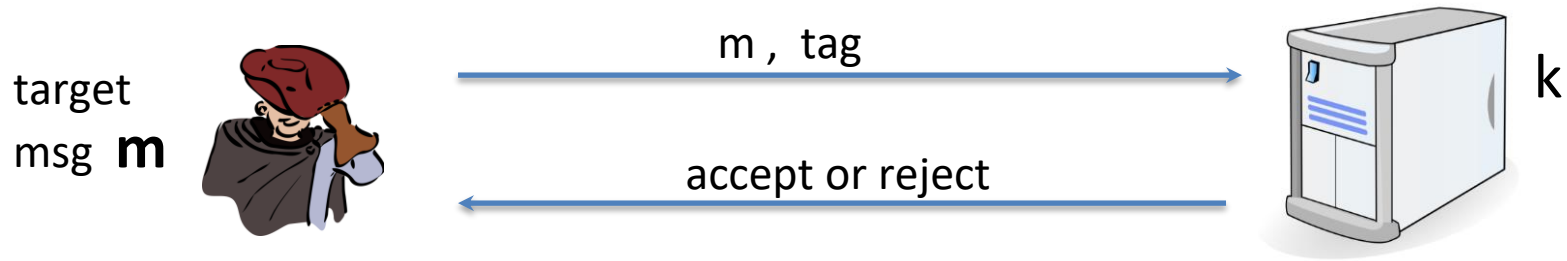 target
msg m
m , tag
accept or reject
k